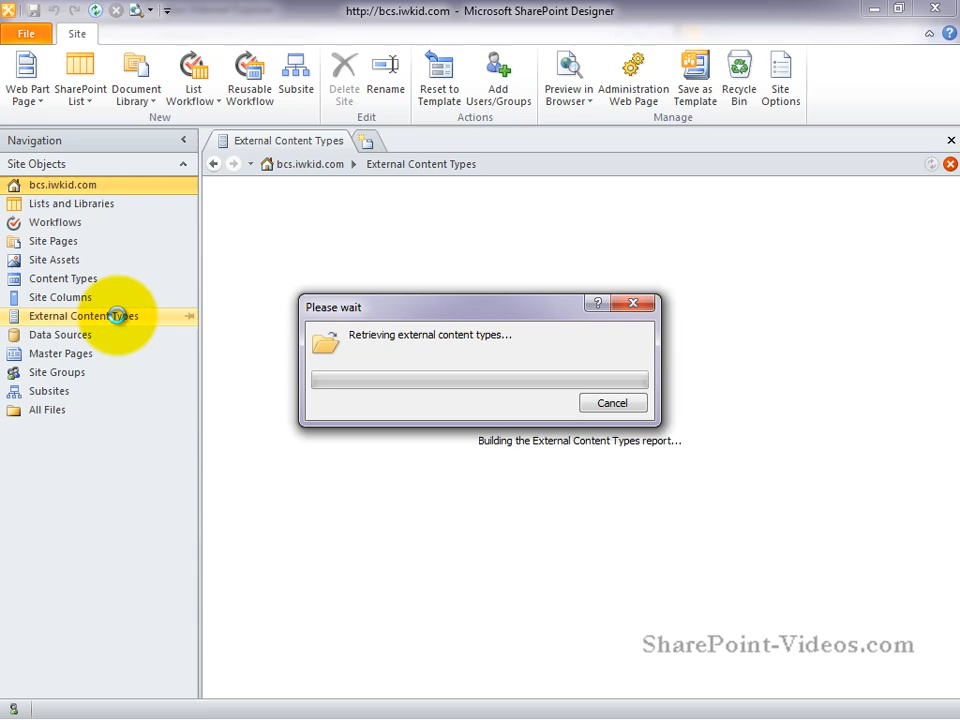 http://bcs.iwkid.com - Microsoft SharePoint Designer
File
Site
Web Part Page
SharePoint List
Document Library
List Workflow
Reusable Workflow
Subsite
New
Delete Site
Rename
Edit
Reset to Template
Add Users/Groups
Actions
Preview in Browser
Administration Web Page
Save as Template
Recycle Bin
Site Options
Manage
Navigation
Site Objects
bcs.iwkid.com
Lists and Libraries
Workflows
Site Pages
Site Assets
Content Types
Site Columns
External Content Types
Data Sources
Master Pages
Site Groups
Subsites
All Files
External Content Types
bcs.iwkid.com
External Content Types
Please wait
Retrieving external content types...
Cancel
Building the External Content Types report...
SharePoint-Videos.com